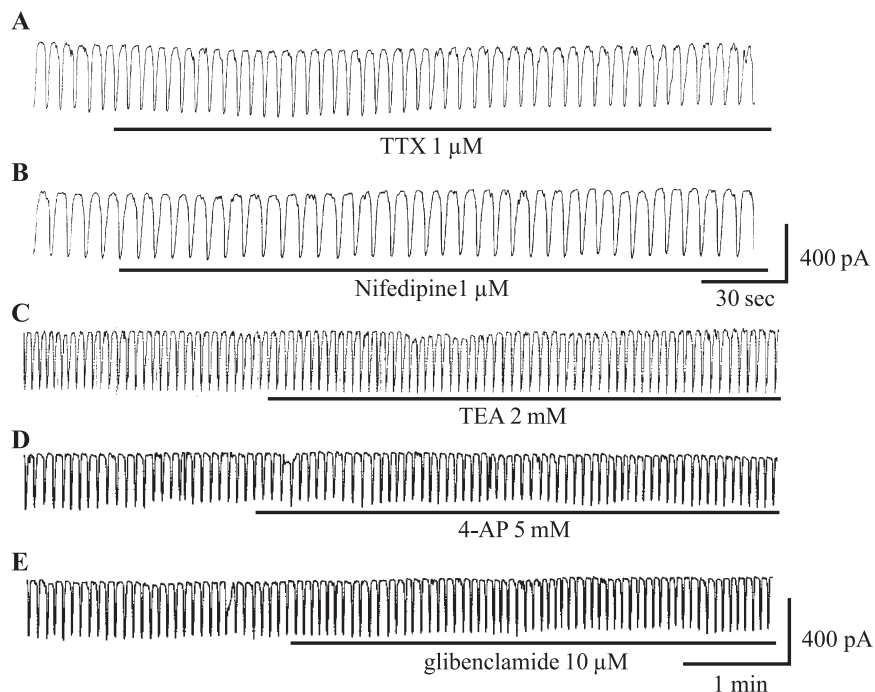 A
TTX 1 µM
B
400 pA
Nifedipine1 µM
30 sec
C
TEA 2 mM
D
4-AP 5 mM
E
400 pA
glibenclamide 10 µM
1 min